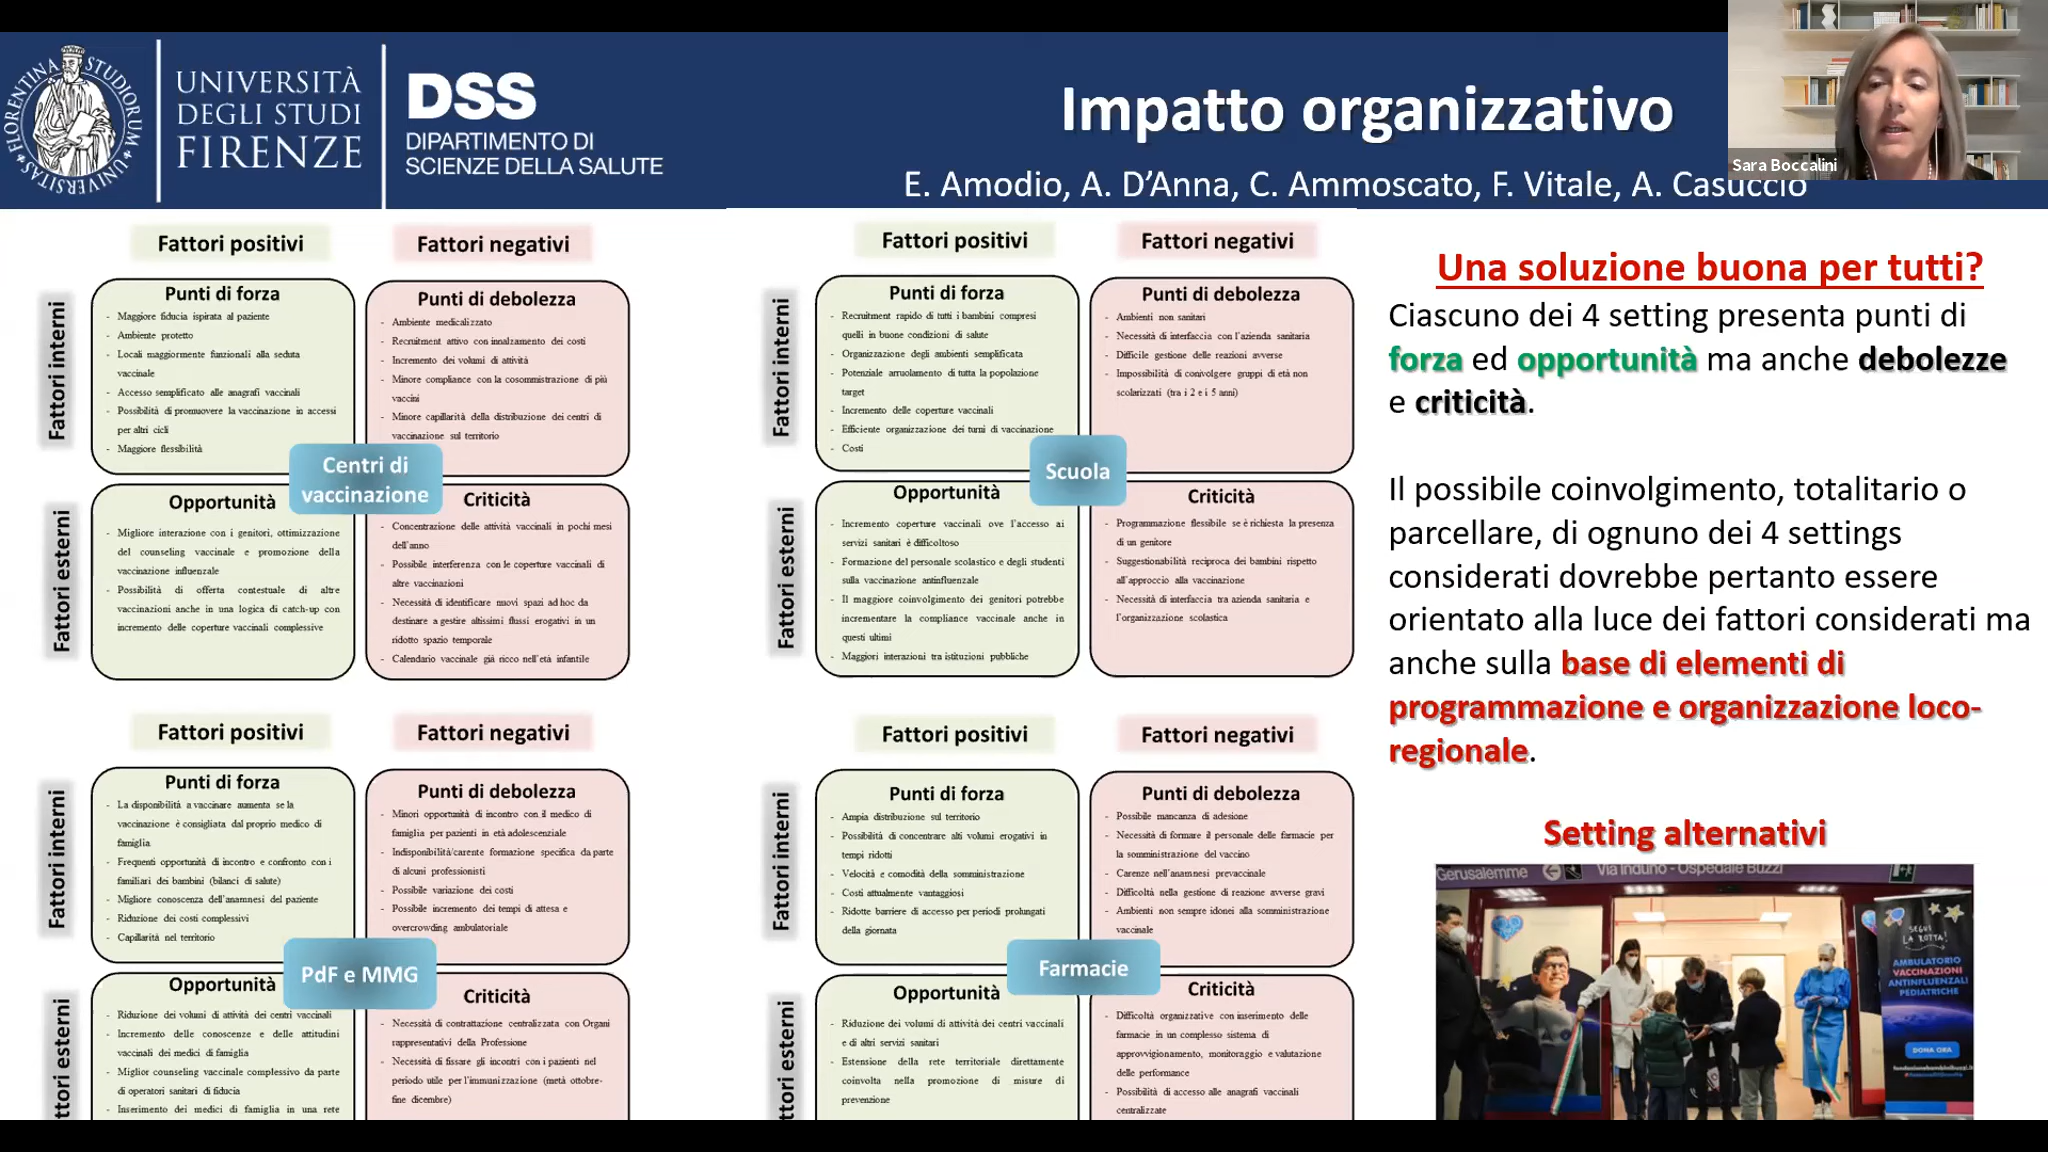 FLORENTINA STUDIORUM UNIVERSITAS
UNIVERSITÀ
DEGLI STUDI
FIRENZE
DSS
DIPARTIMENTO DI
SCIENZE DELLA SALUTE
Impatto organizzativo
E. Amodio, A. D'Anna, C. Ammoscato, F. Vitale, A. Casuccio
Sara Boccalini
Fattori positivi
Fattori negativi
Fattori interni
Punti di forza
- Maggiore fiducia ispirata al paziente
- Ambiente protetto
- Locali maggiormente funzionali alla seduta
vaccinale
- Accesso semplificato alle anagrafi vaccinali
- Possibilità di promuovere la vaccinazione in accessi
per altri cicli
- Maggiore flessibilità
Punti di debolezza
- Ambiente medicalizzato
- Recruitment attivo con innalzamento dei costi
- Incremento dei volumi di attività
- Minore compliance con la cosomministrazione di più
vaccini
- Minore capillarità della distribuzione dei centri di
vaccinazione sul territorio
Centri di
vaccinazione
Fattori esterni
Opportunità
- Migliore interazione con i genitori, ottimizzazione
del counseling vaccinale e promozione della
vaccinazione influenzale
- Possibilità di offerta contestuale di altre
vaccinazioni anche in una logica di catch-up con
incremento delle coperture vaccinali complessive
Criticità
- Concentrazione delle attività vaccinali in pochi mesi
dell'anno
- Possibile interferenza con le coperture vaccinali di
altre vaccinazioni
- Necessità di identificare nuovi spazi ad hoc da
destinare a gestire altissimi flussi erogativi in un
ridotto spazio temporale
- Calendario vaccinale già ricco nell'età infantile
Fattori positivi
Fattori negativi
Fattori interni
Punti di forza
- Recruitment rapido di tutti i bambini compresi
quelli in buone condizioni di salute
- Organizzazione degli ambienti semplificata
- Potenziale arruolamento di tutta la popolazione
target
- Incremento delle coperture vaccinali
- Efficiente organizzazione dei turni di vaccinazione
- Costi
Punti di debolezza
- Ambienti non sanitari
- Necessità di interfaccia con l'azienda sanitaria
- Difficile gestione delle reazioni avverse
- Impossibilità di coinvolgere gruppi di età non
scolarizzati (tra i 2 e i 5 anni)
Scuola
Fattori esterni
Opportunità
- Incremento coperture vaccinali ove l'accesso ai
servizi sanitari è difficoltoso
- Formazione del personale scolastico e degli studenti
sulla vaccinazione antinfluenzale
- Il maggiore coinvolgimento dei genitori potrebbe
incrementare la compliance vaccinale anche in
questi ultimi
- Maggiori interazioni tra istituzioni pubbliche
Criticità
- Programmazione flessibile se è richiesta la presenza
di un genitore
- Suggestionabilità reciproca dei bambini rispetto
all'approccio alla vaccinazione
- Necessità di interfaccia tra azienda sanitaria e
l'organizzazione scolastica
Fattori positivi
Fattori negativi
Fattori interni
Punti di forza
- La disponibilità a vaccinare aumenta se la
vaccinazione è consigliata dal proprio medico di
famiglia
- Frequenti opportunità di incontro e confronto con i
familiari dei bambini (bilanci di salute)
- Migliore conoscenza dell'anamnesi del paziente
- Riduzione dei costi complessivi
- Capillarità nel territorio
Punti di debolezza
- Minori opportunità di incontro con il medico di
famiglia per pazienti in età adolescenziale
- Indisponibilità/carente formazione specifica da parte
di alcuni professionisti
- Possibile variazione dei costi
- Possibile incremento dei tempi di attesa e
overcrowding ambulatoriale
PdF e MMG
ttori esterni
Opportunità
- Riduzione dei volumi di attività dei centri vaccinali
- Incremento delle conoscenze e delle attitudini
vaccinali dei medici di famiglia
- Miglior counseling vaccinale complessivo da parte
di operatori sanitari di fiducia
- Inserimento dei medici di famiglia in una rete
Criticità
- Necessità di contrattazione centralizzata con Organi
rappresentativi della Professione
- Necessità di fissare gli incontri con i pazienti nel
periodo utile per l'immunizzazione (metà ottobre-
fine dicembre)
Fattori positivi
Fattori negativi
Fattori interni
Punti di forza
- Ampia distribuzione sul territorio
- Possibilità di concentrare alti volumi erogativi in
tempi ridotti
- Velocità e comodità della somministrazione
- Costi attualmente vantaggiosi
- Ridotte barriere di accesso per periodi prolungati
della giornata
Punti di debolezza
- Possibile mancanza di adesione
- Necessità di formare il personale delle farmacie per
la somministrazione del vaccino
- Carenze nell'anamnesi prevaccinale
- Difficoltà nella gestione di reazione avverse gravi
- Ambienti non sempre idonei alla somministrazione
vaccinale
Farmacie
ttori esterni
Opportunità
- Riduzione dei volumi di attività dei centri vaccinali
e di altri servizi sanitari
- Estensione della rete territoriale direttamente
coinvolta nella promozione di misure di
prevenzione
Criticità
- Difficoltà organizzative con inserimento delle
farmacie in un complesso sistema di
approvvigionamento, monitoraggio e valutazione
delle performance
- Possibilità di accesso alle anagrafi vaccinali
centralizzate
Una soluzione buona per tutti?
Ciascuno dei 4 setting presenta punti di
forza ed opportunità ma anche debolezze
e criticità.
Il possibile coinvolgimento, totalitario o
parcellare, di ognuno dei 4 settings
considerati dovrebbe pertanto essere
orientato alla luce dei fattori considerati ma
anche sulla base di elementi di
programmazione e organizzazione loco-
regionale.
Setting alternativi
Gerusalemme
Via Induno - Ospedale Buzzi
SEGUI
LA ROTTA!
AMBULATORIO
VACCINAZIONI
ANTINFLUENZALI
PEDIATRICHE
DONA ORA